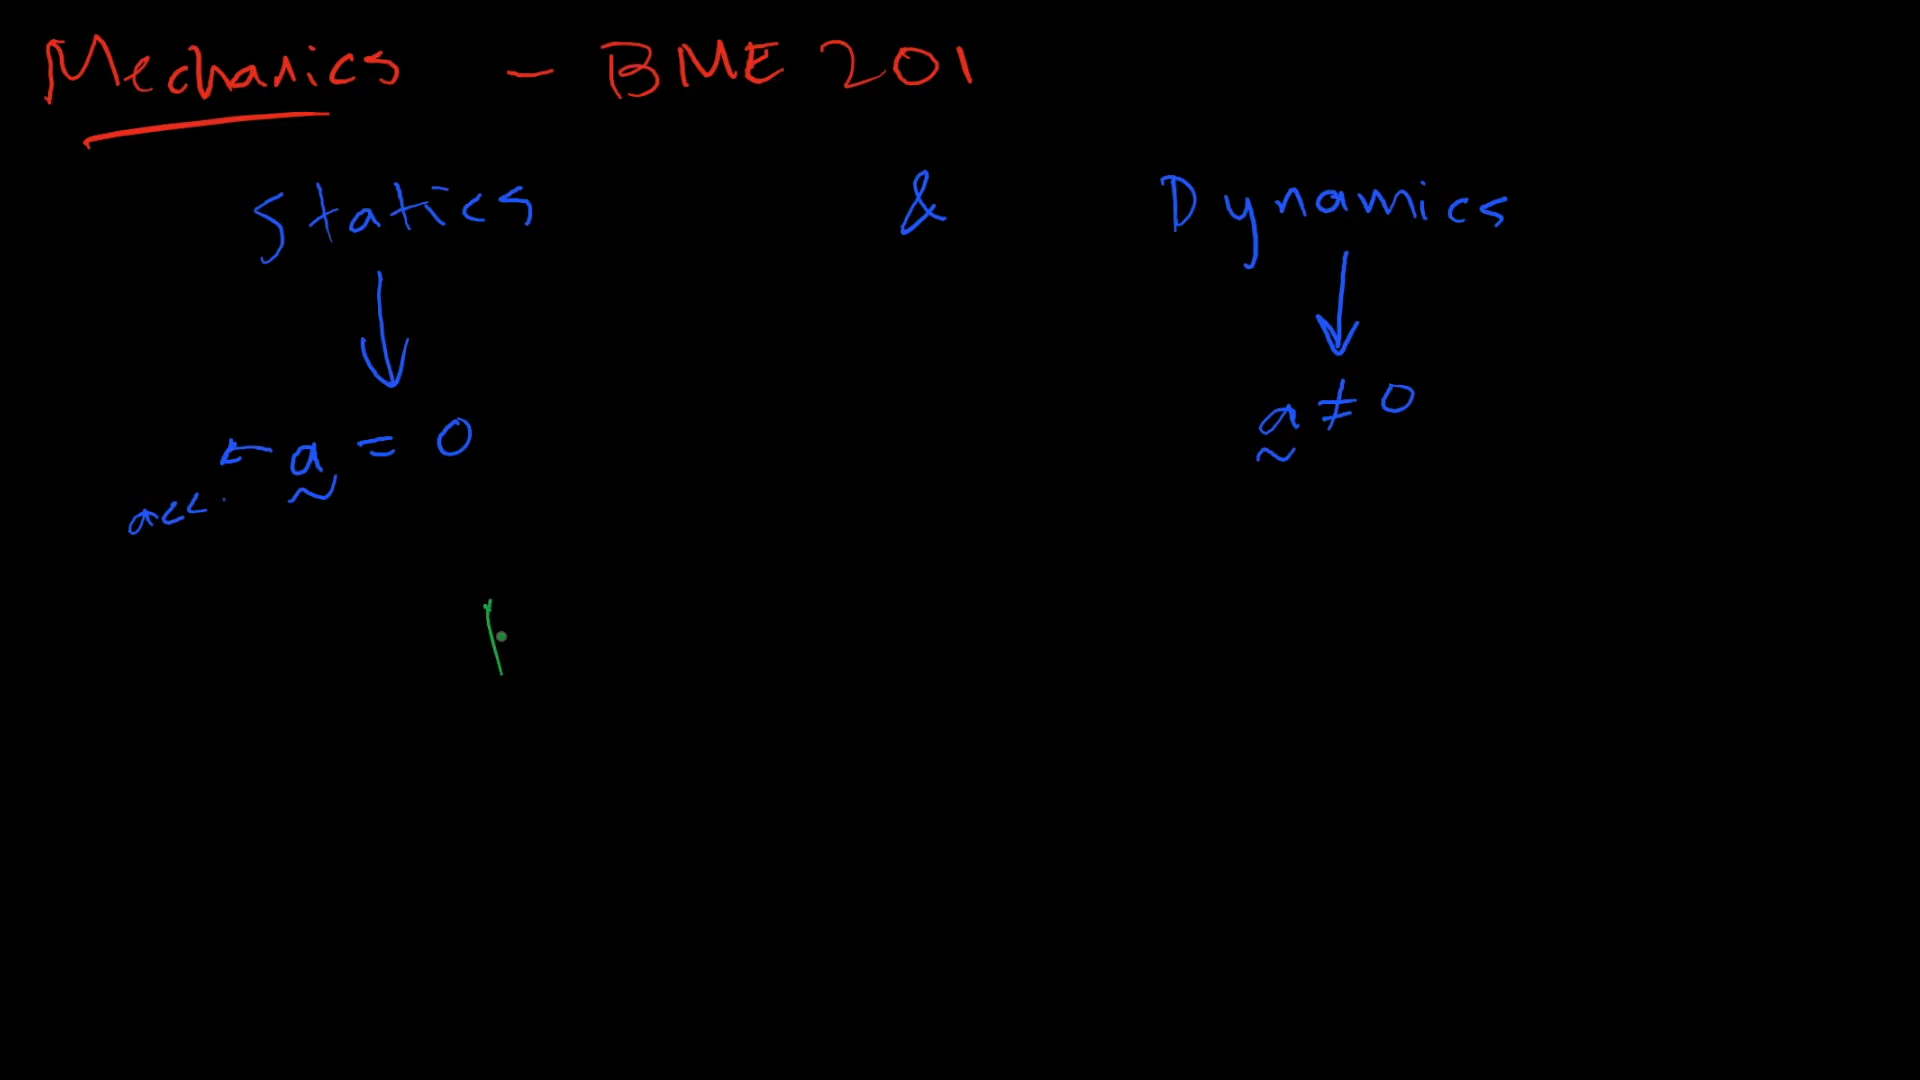 Mechanics - BME 201
Statics & Dynamics
a = 0
a ≠ 0
acc.